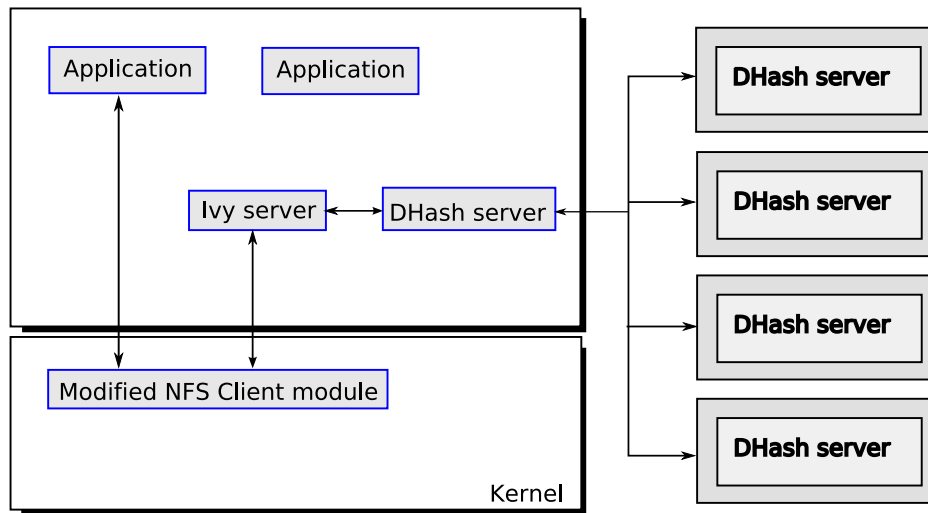 Application
Application
DHash server
DHash server
Ivy server
DHash server
DHash server
Modified NFS Client module
DHash server
Kernel